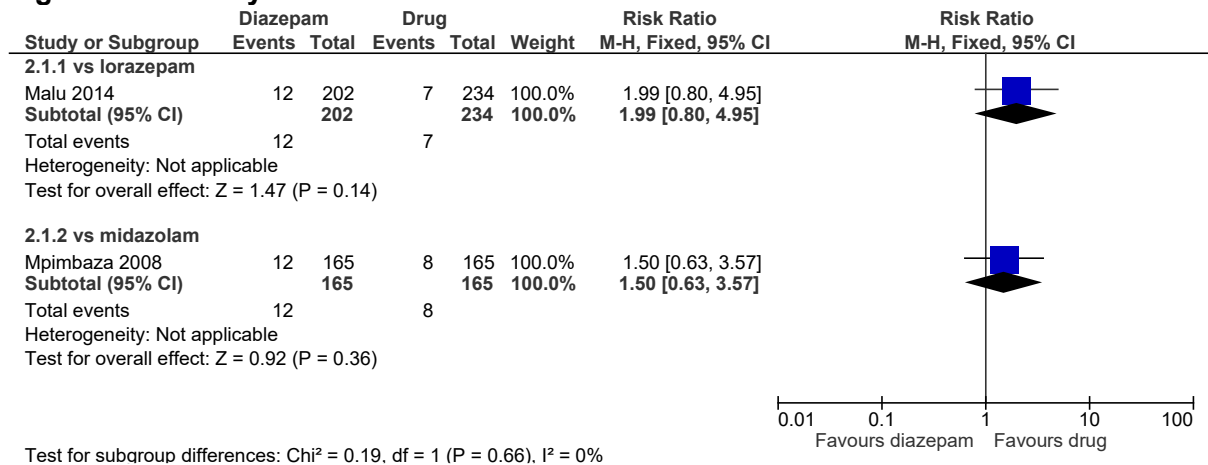 Diazepam Drug Risk Ratio Risk Ratio
Study or Subgroup Events Total Events Total Weight M-H, Fixed, 95% CI M-H, Fixed, 95% CI
2.1.1 vs lorazepam
Malu 2014 12 202 7 234 100.0% 1.99 [0.80, 4.95]
Subtotal (95% CI) 202 234 100.0% 1.99 [0.80, 4.95]
Total events 12 7
Heterogeneity: Not applicable
Test for overall effect: Z = 1.47 (P = 0.14)
2.1.2 vs midazolam
Mpimbaza 2008 12 165 8 165 100.0% 1.50 [0.63, 3.57]
Subtotal (95% CI) 165 165 100.0% 1.50 [0.63, 3.57]
Total events 12 8
Heterogeneity: Not applicable
Test for overall effect: Z = 0.92 (P = 0.36)
0.01 0.1 1 10 100
Favours diazepam Favours drug
Test for subgroup differences: Chi² = 0.19, df = 1 (P = 0.66), I² = 0%